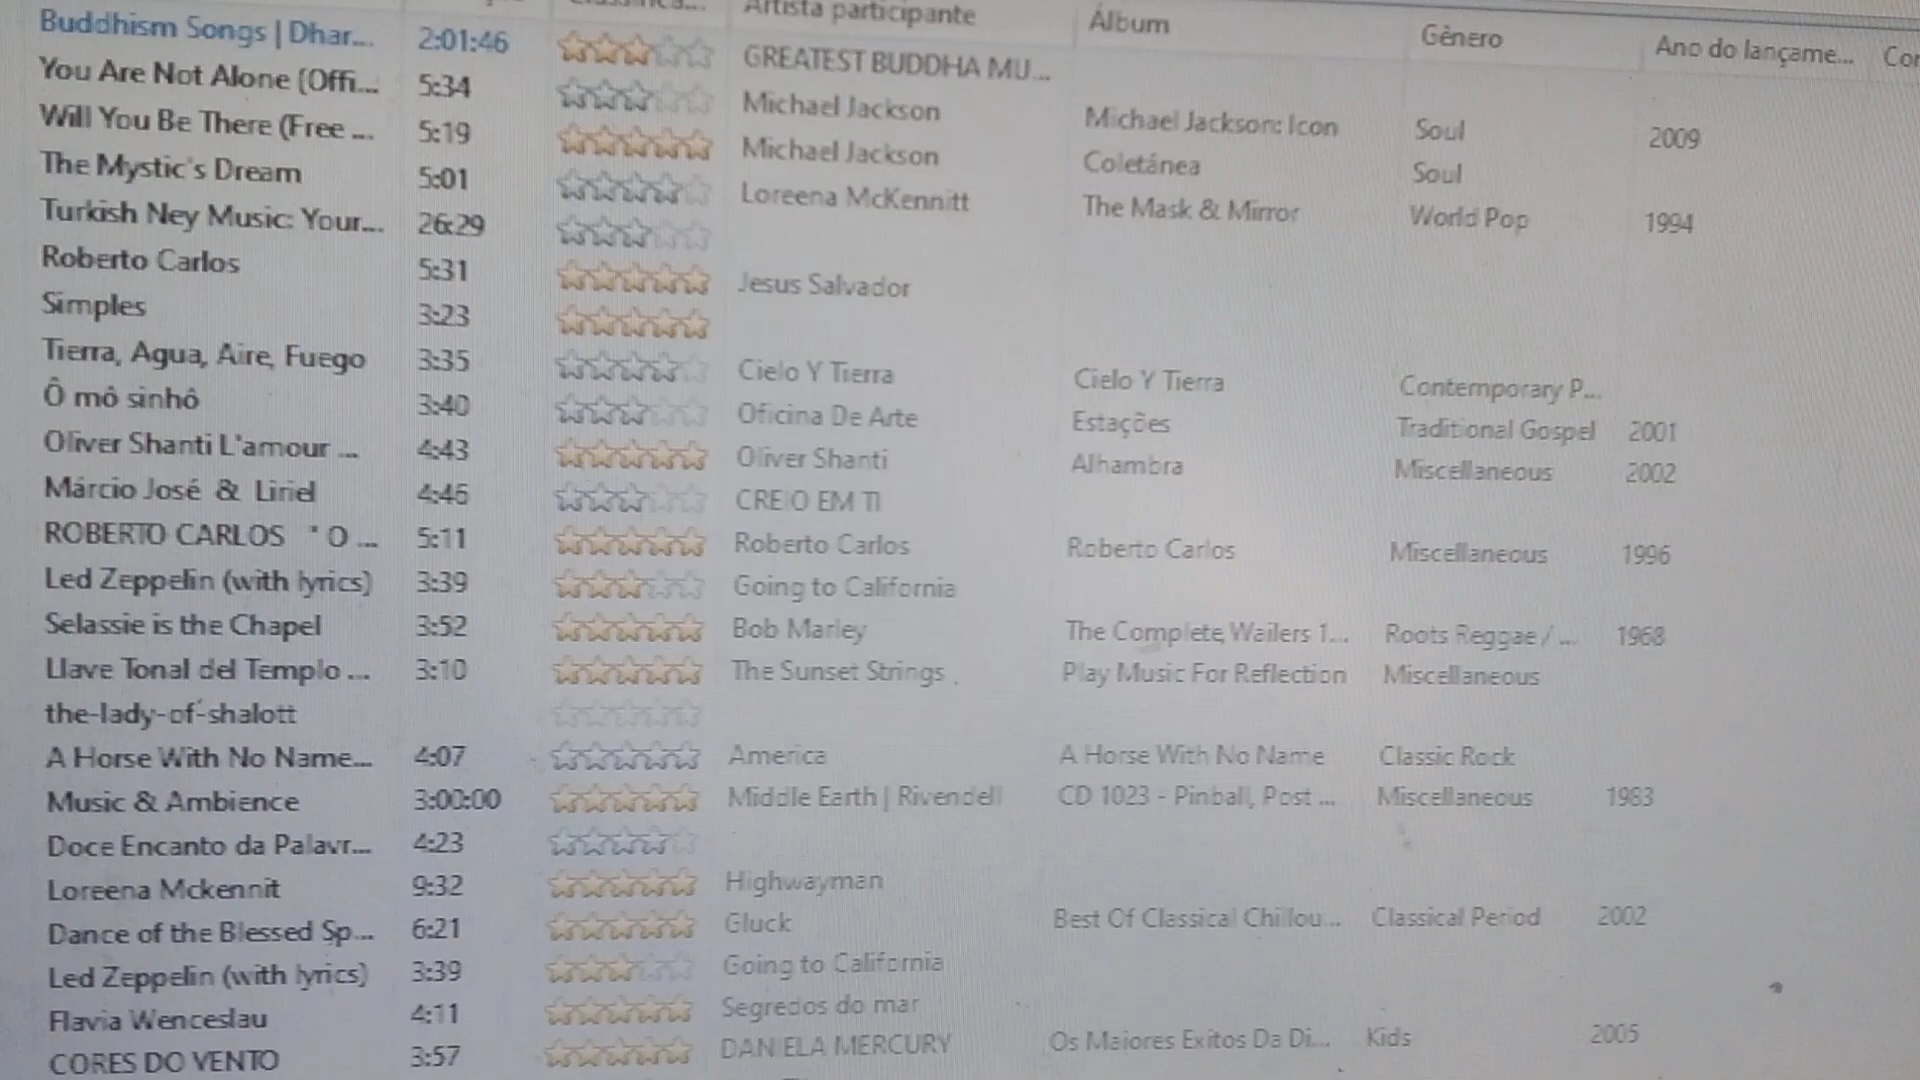 Artista participante Álbum Gênero Ano do lançame...
Buddhism Songs | Dhar... 2:01:46 GREATEST BUDDHA MU...
You Are Not Alone (Offi... 5:34 Michael Jackson Michael Jackson: Icon Soul 2009
Will You Be There (Free ... 5:19 Michael Jackson Coletánea Soul
The Mystic's Dream 5:01 Loreena McKennitt The Mask & Mirror World Pop 1994
Turkish Ney Music: Your... 26:29
Roberto Carlos 5:31 Jesus Salvador
Simples 3:23
Tierra, Agua, Aire, Fuego 3:35 Cielo Y Tierra Cielo Y Tierra Contemporary P...
Ô mô sinhô 3:40 Oficina De Arte Estações Traditional Gospel 2001
Oliver Shanti L'amour ... 4:43 Oliver Shanti Alhambra Miscellaneous 2002
Márcio José & Liriel 4:46 CREIO EM TI
ROBERTO CARLOS " O ... 5:11 Roberto Carlos Roberto Carlos Miscellaneous 1996
Led Zeppelin (with lyrics) 3:39 Going to California
Selassie is the Chapel 3:52 Bob Marley The Complete Wailers 1... Roots Reggae / ... 1968
Llave Tonal del Templo ... 3:10 The Sunset Strings Play Music For Reflection Miscellaneous
the-lady-of-shalott
A Horse With No Name... 4:07 America A Horse With No Name Classic Rock
Music & Ambience 3:00:00 Middle Earth | Rivendell CD 1023 - Pinball, Post ... Miscellaneous 1983
Doce Encanto da Palavr... 4:23
Loreena Mckennit 9:32 Highwayman
Dance of the Blessed Sp... 6:21 Gluck Best Of Classical Chillou... Classical Period 2002
Led Zeppelin (with lyrics) 3:39 Going to California
Flavia Wenceslau 4:11 Segredos do mar
CORES DO VENTO 3:57 DANIELA MERCURY Os Maiores Exitos Da Di... Kids 2005